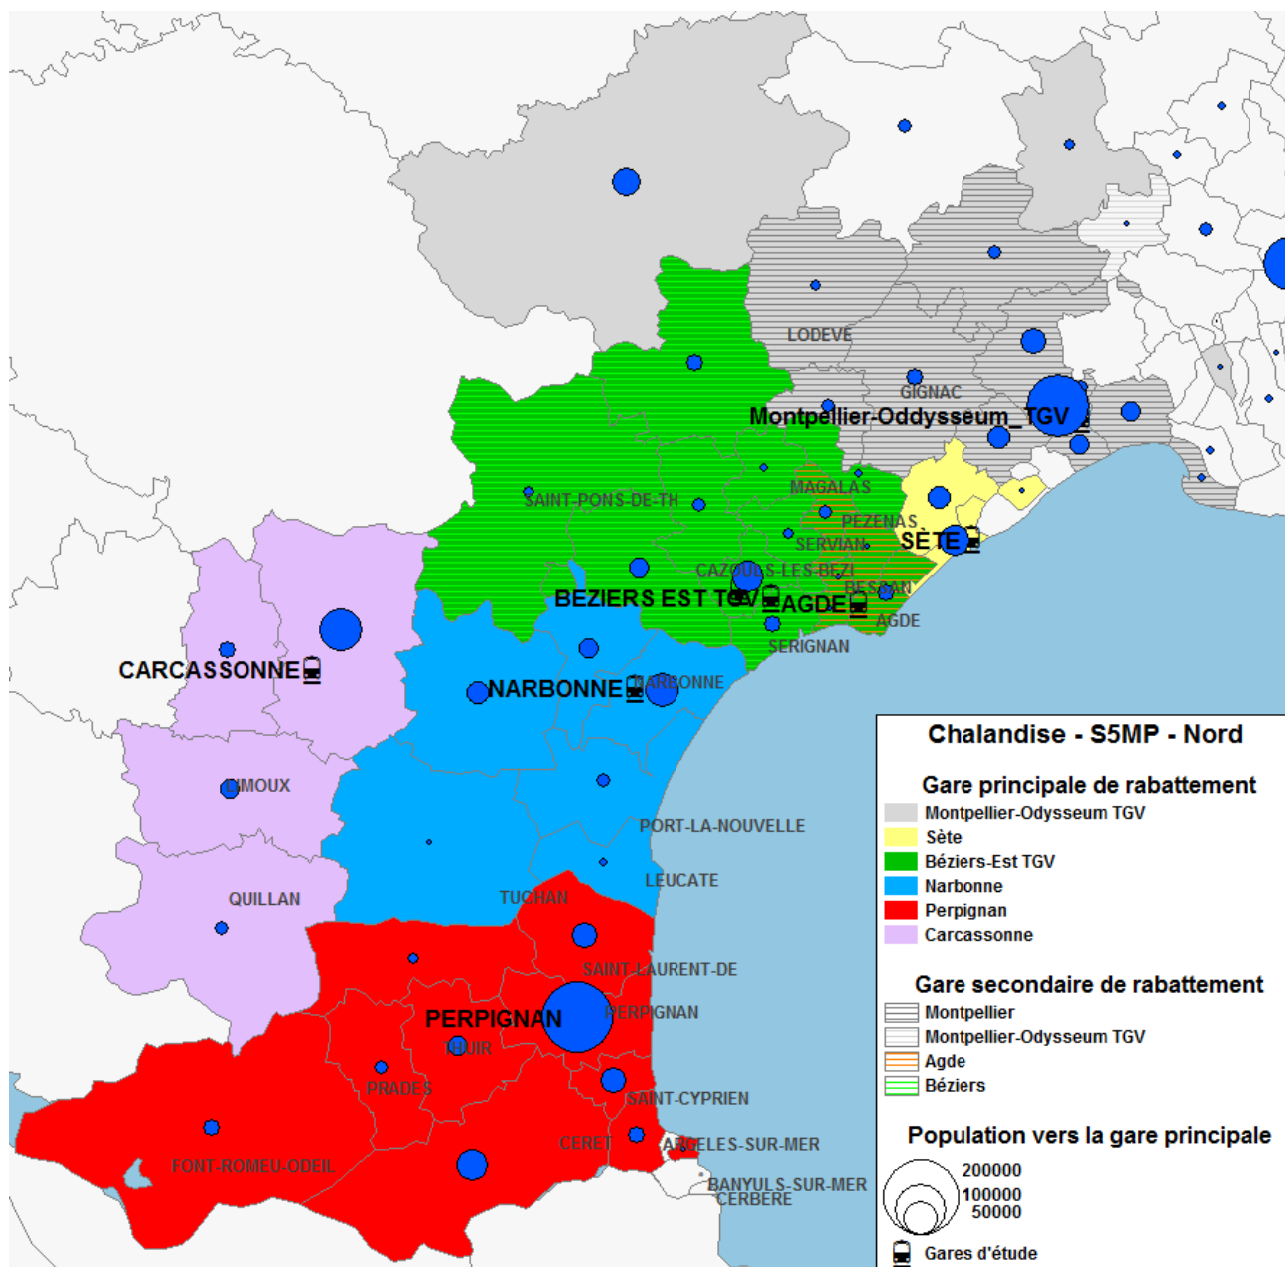 LODEVE
GIGNAC
Montpellier-Oddysseum_TGV
MAGALAS
SAINT-PONS-DE-TH
PEZENAS
SERVIAN
SÈTE
CAZOULS-LES-BEZI
BESSAN
BEZIERS EST TGV
AGDE
AGDE
SERIGNAN
CARCASSONNE
NARBONNE
NARBONNE
LIMOUX
PORT-LA-NOUVELLE
LEUCATE
QUILLAN
TUCHAN
SAINT-LAURENT-DE
PERPIGNAN
PERPIGNAN
THUIR
PRADES
SAINT-CYPRIEN
CERET
ARGELES-SUR-MER
FONT-ROMEU-ODEIL
BANYULS-SUR-MER
CERBERE
Chalandise - S5MP - Nord
Gare principale de rabattement
Montpellier-Odysseum TGV
Sète
Béziers-Est TGV
Narbonne
Perpignan
Carcassonne
Gare secondaire de rabattement
Montpellier
Montpellier-Odysseum TGV
Agde
Béziers
Population vers la gare principale
200000
100000
50000
Gares d'étude